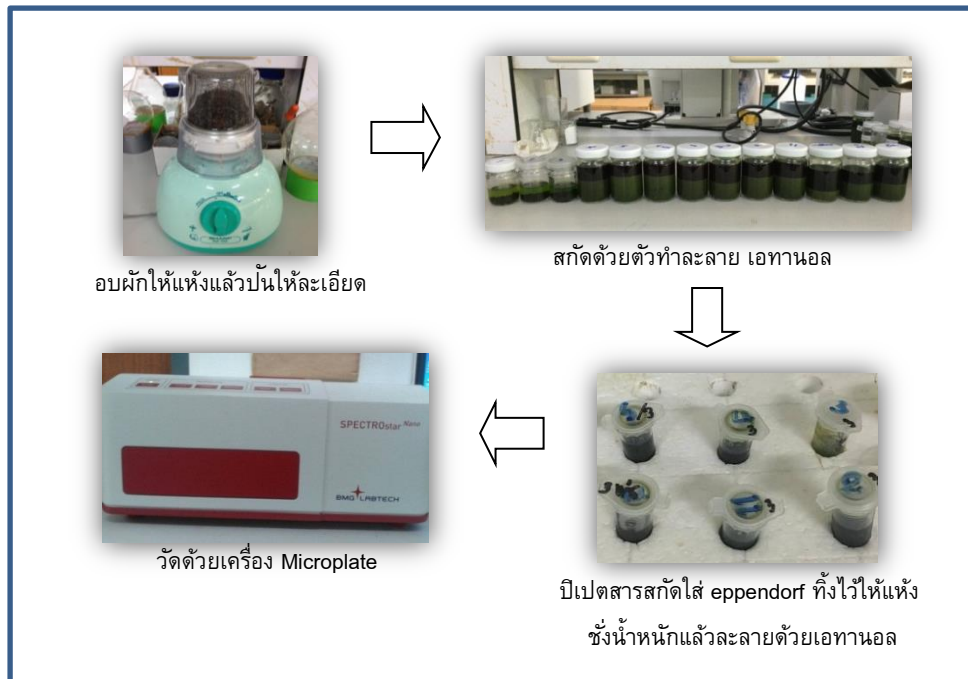 อบผักให้แห้งแล้วปั่นให้ละเอียด
สกัดด้วยตัวทำละลาย เอทานอล
SPECTROstar Nano
BMG LABTECH
วัดด้วยเครื่อง Microplate
ปิเปตสารสกัดใส่ eppendorf ทิ้งไว้ให้แห้ง
ชั่งน้ำหนักแล้วละลายด้วยเอทานอล